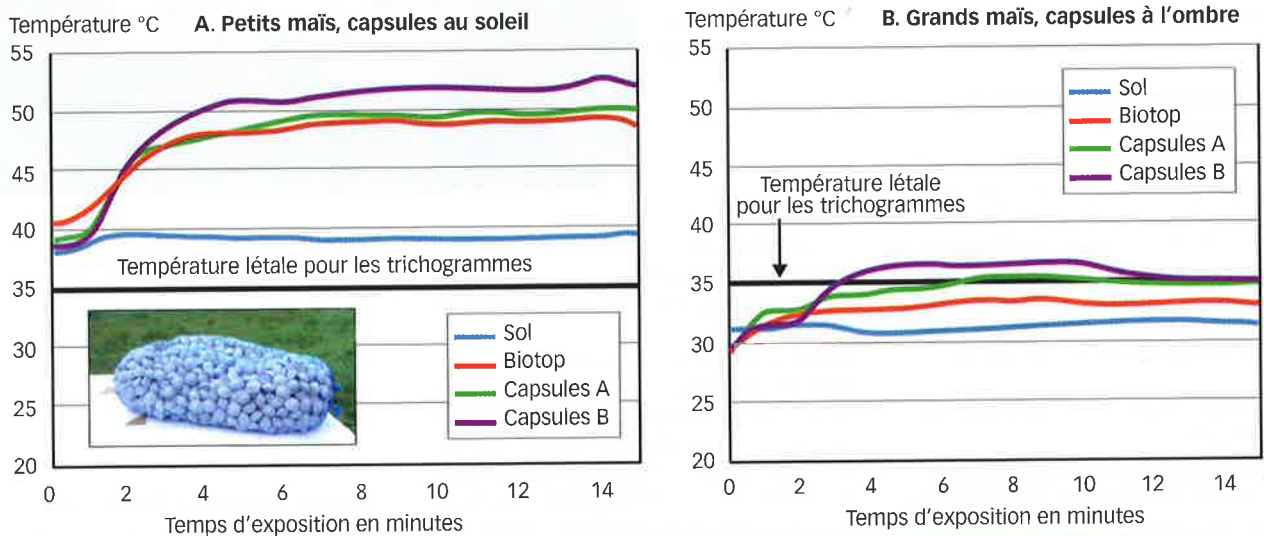 Température °C
A. Petits maïs, capsules au soleil
55
50
45
40
35
30
25
20
Température létale pour les trichogrammes
Sol
Biotop
Capsules A
Capsules B
0 2 4 6 8 10 12 14
Temps d'exposition en minutes
Température °C
B. Grands maïs, capsules à l'ombre
55
50
45
40
35
30
25
20
Sol
Biotop
Capsules A
Capsules B
Température létale
pour les trichogrammes
0 2 4 6 8 10 12 14
Temps d'exposition en minutes